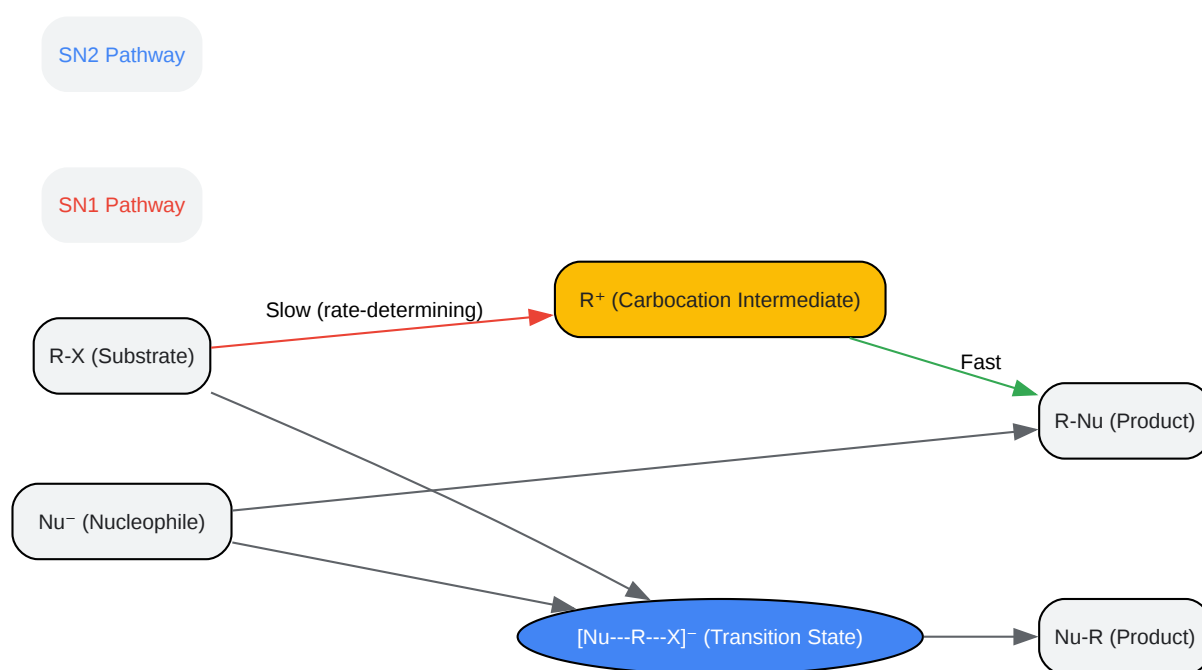 SN2 Pathway
SN1 Pathway
R⁺ (Carbocation Intermediate)
Slow (rate-determining)
R-X (Substrate)
Fast
R-Nu (Product)
Nu⁻ (Nucleophile)
[Nu---R---X]⁻ (Transition State)
Nu-R (Product)